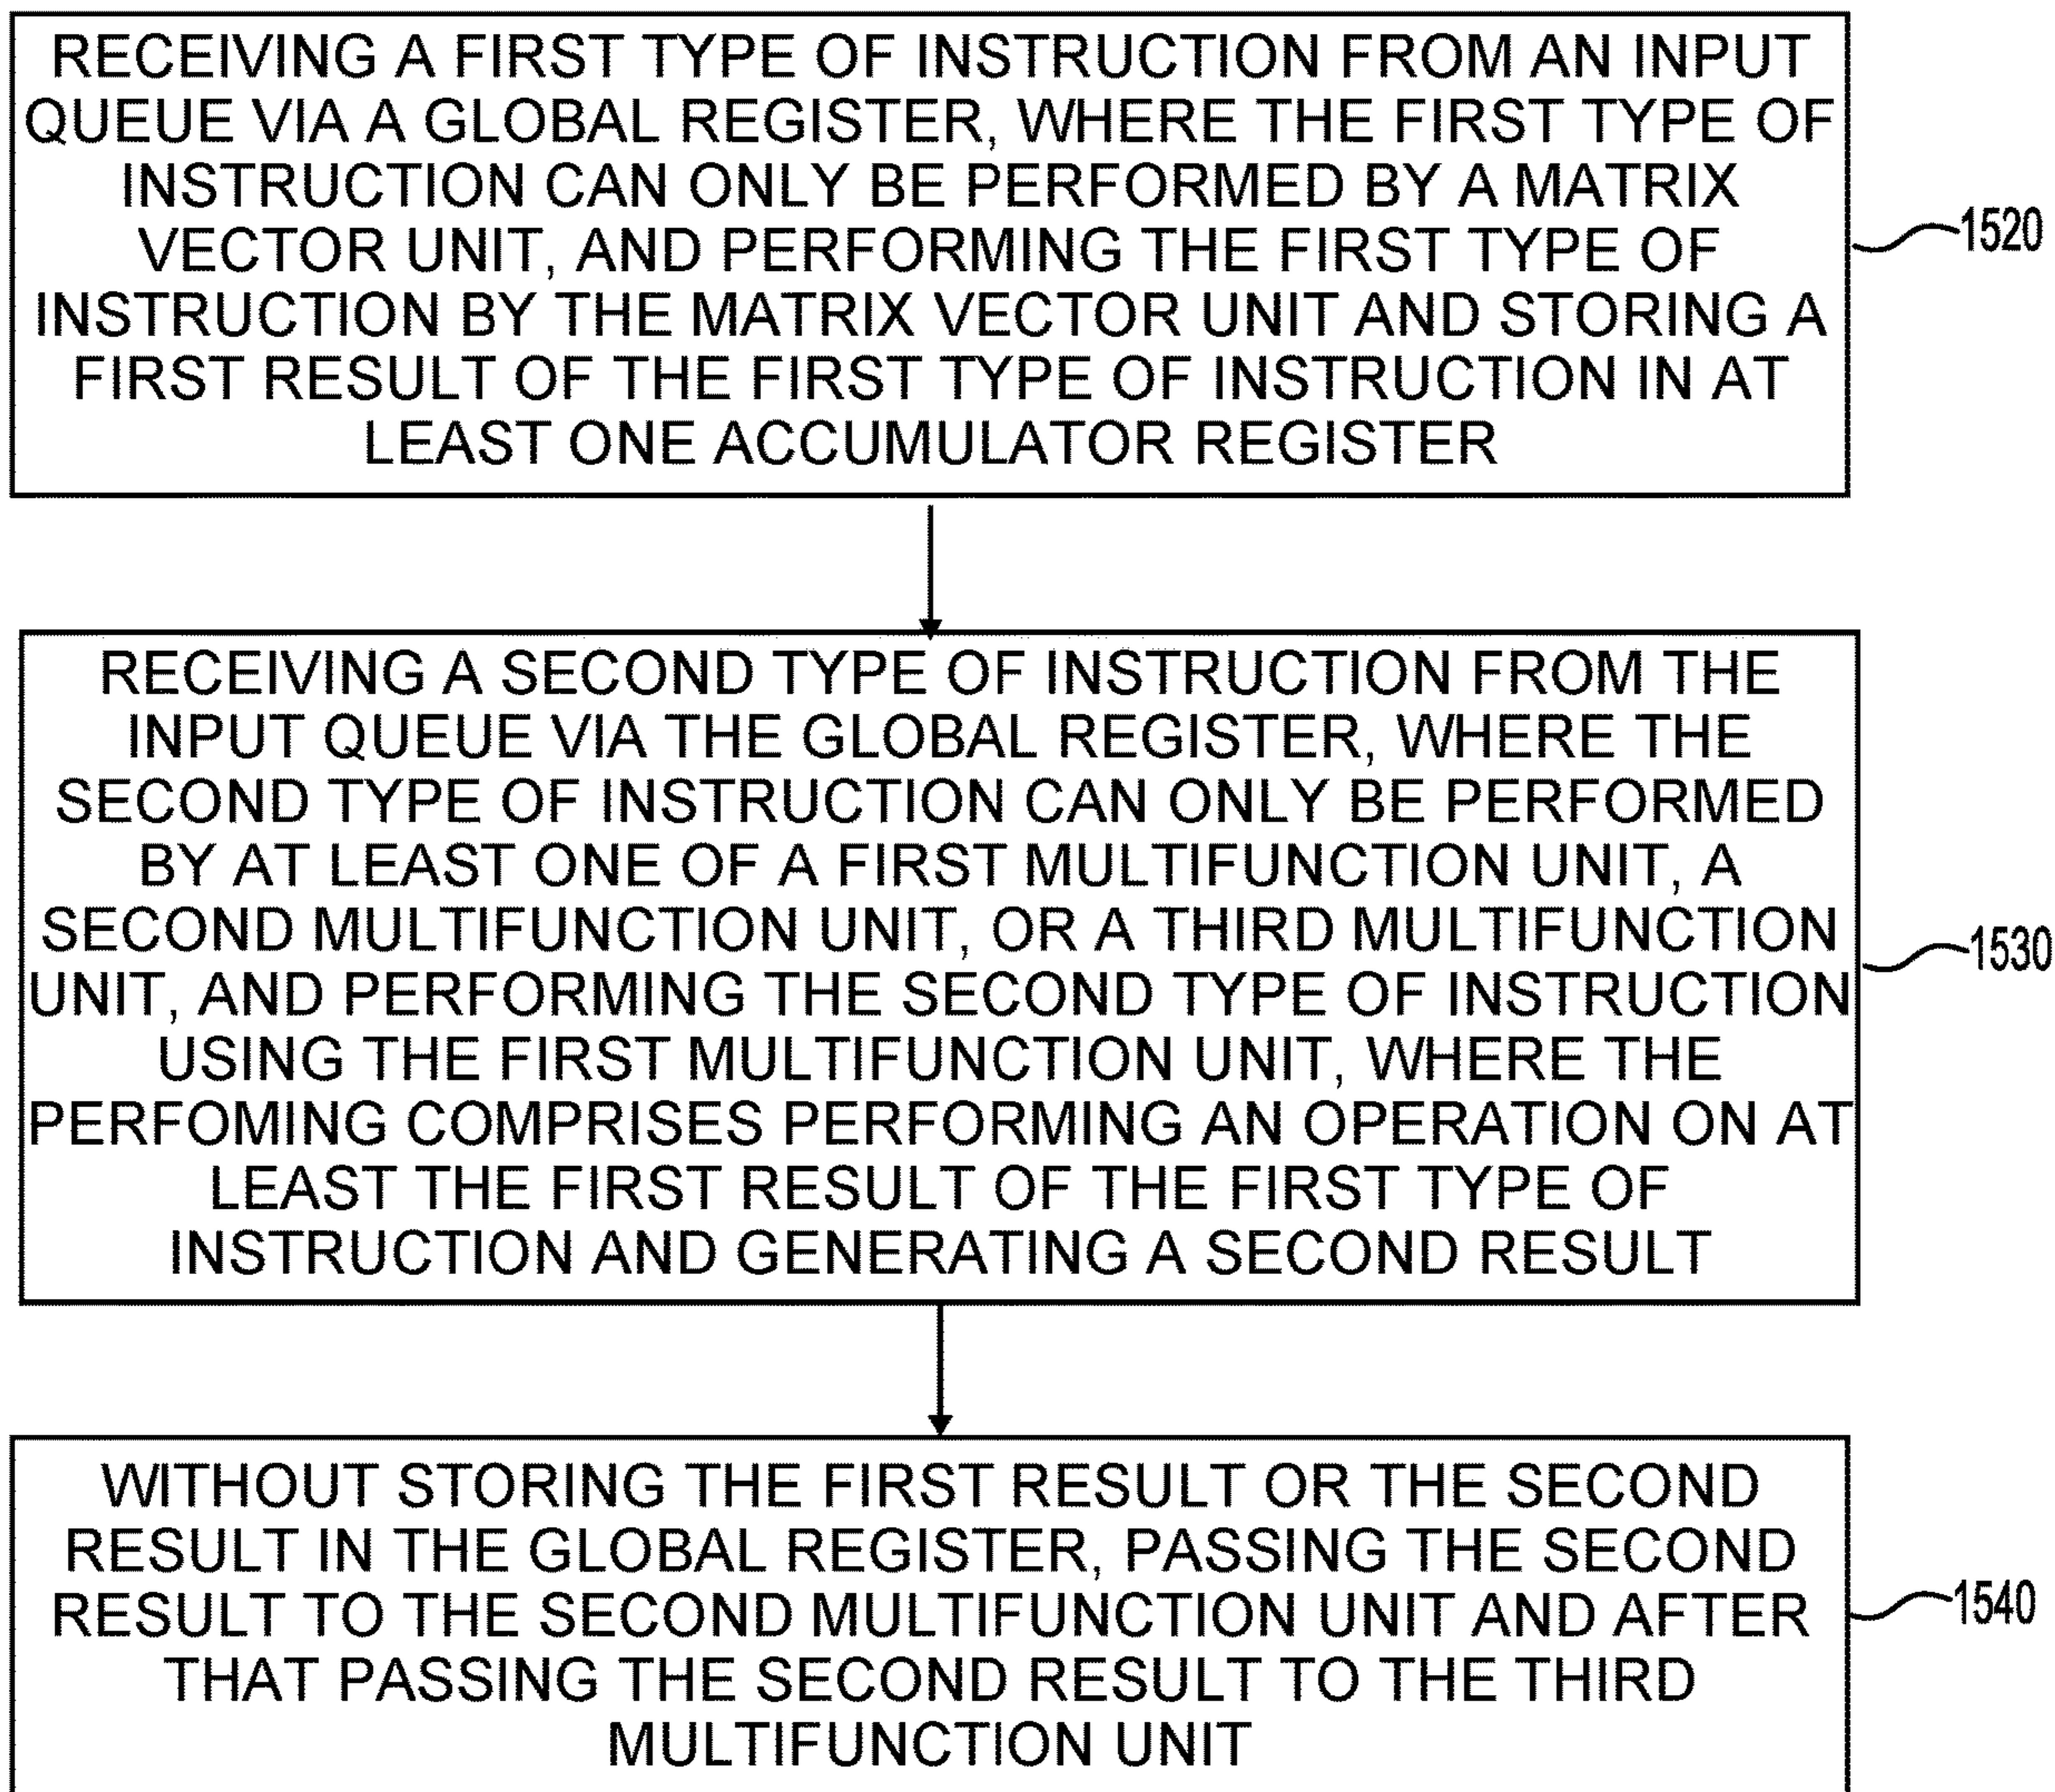 RECEIVING A FIRST TYPE OF INSTRUCTION FROM AN INPUT
QUEUE VIA A GLOBAL REGISTER, WHERE THE FIRST TYPE OF
INSTRUCTION CAN ONLY BE PERFORMED BY A MATRIX
VECTOR UNIT, AND PERFORMING THE FIRST TYPE OF
INSTRUCTION BY THE MATRIX VECTOR UNIT AND STORING A
FIRST RESULT OF THE FIRST TYPE OF INSTRUCTION IN AT
LEAST ONE ACCUMULATOR REGISTER
1520
RECEIVING A SECOND TYPE OF INSTRUCTION FROM THE
INPUT QUEUE VIA THE GLOBAL REGISTER, WHERE THE
SECOND TYPE OF INSTRUCTION CAN ONLY BE PERFORMED
BY AT LEAST ONE OF A FIRST MULTIFUNCTION UNIT, A
SECOND MULTIFUNCTION UNIT, OR A THIRD MULTIFUNCTION
UNIT, AND PERFORMING THE SECOND TYPE OF INSTRUCTION
USING THE FIRST MULTIFUNCTION UNIT, WHERE THE
PERFOMING COMPRISES PERFORMING AN OPERATION ON AT
LEAST THE FIRST RESULT OF THE FIRST TYPE OF
INSTRUCTION AND GENERATING A SECOND RESULT
1530
WITHOUT STORING THE FIRST RESULT OR THE SECOND
RESULT IN THE GLOBAL REGISTER, PASSING THE SECOND
RESULT TO THE SECOND MULTIFUNCTION UNIT AND AFTER
THAT PASSING THE SECOND RESULT TO THE THIRD
MULTIFUNCTION UNIT
1540